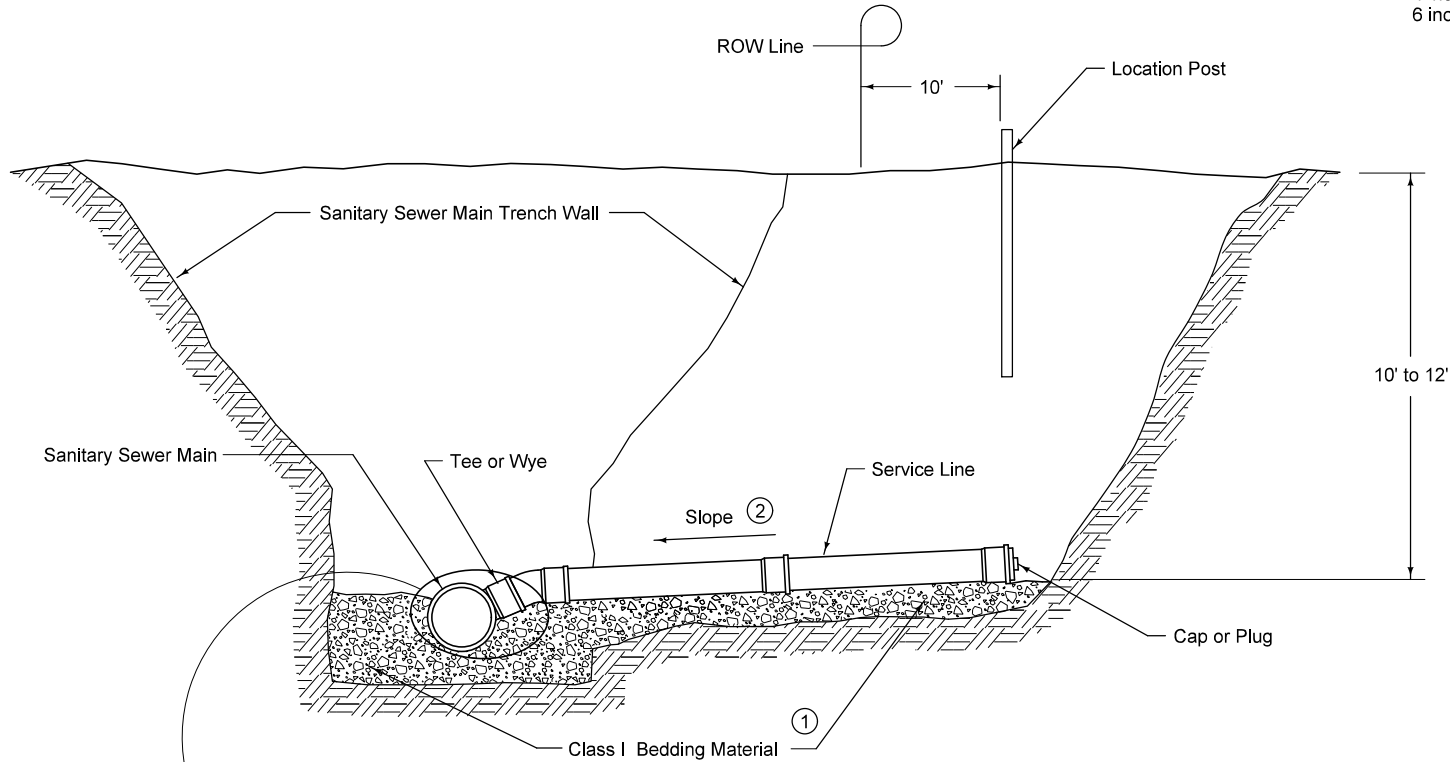 6 inc
ROW Line
Location Post
10'
Sanitary Sewer Main Trench Wall
10' to 12'
Sanitary Sewer Main
Tee or Wye
Service Line
Slope 2
Cap or Plug
1
Class I Bedding Material